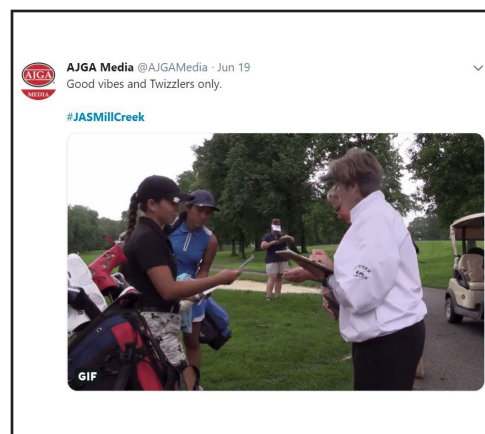 AJGA
MEDIA
AJGA Media @AJGAMedia · Jun 19
Good vibes and Twizzlers only.
#JASMillCreek
GIF